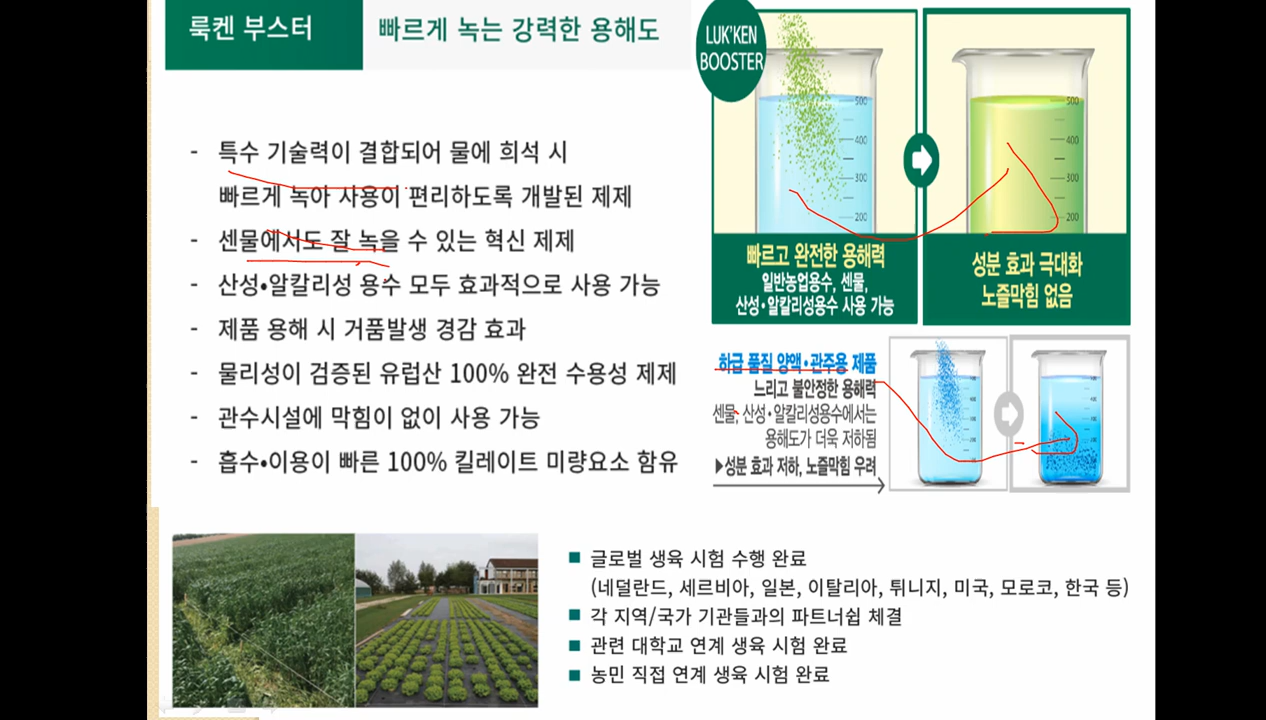 룩켄 부스터
빠르게 녹는 강력한 용해도
- 특수 기술력이 결합되어 물에 희석 시
빠르게 녹아 사용이 편리하도록 개발된 제제
- 센물에서도 잘 녹을 수 있는 혁신 제제
- 산성•알칼리성 용수 모두 효과적으로 사용 가능
- 제품 용해 시 거품발생 경감 효과
- 물리성이 검증된 유럽산 100% 완전 수용성 제제
- 관수시설에 막힘이 없이 사용 가능
- 흡수•이용이 빠른 100% 킬레이트 미량요소 함유
LUK'KEN
BOOSTER
500
400
300
200
500
400
300
200
빠르고 완전한 용해력
일반농업용수, 센물,
산성•알칼리성용수 사용 가능
성분 효과 극대화
노즐막힘 없음
하급 품질 양액•관주용 제품
느리고 불안정한 용해력
센물, 산성•알칼리성용수에서는
용해도가 더욱 저하됨
▶성분 효과 저하, 노즐막힘 우려
■ 글로벌 생육 시험 수행 완료
(네덜란드, 세르비아, 일본, 이탈리아, 튀니지, 미국, 모로코, 한국 등)
■ 각 지역/국가 기관들과의 파트너쉽 체결
■ 관련 대학교 연계 생육 시험 완료
■ 농민 직접 연계 생육 시험 완료